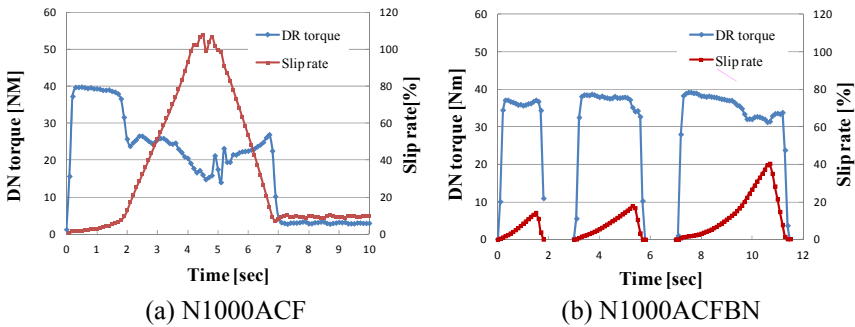 60
50
40
30
20
10
0
DN torque [NM]
DR torque
Slip rate
120
100
80
60
40
20
0
Slip rate[%]
0 1 2 3 4 5 6 7 8 9 10
Time [sec]
(a) N1000ACF
60
50
40
30
20
10
0
DN torque [Nm]
DR torque
Slip rate
120
100
80
60
40
20
0
Slip rate [%]
0 2 4 6 8 10 12
Time [sec]
(b) N1000ACFBN